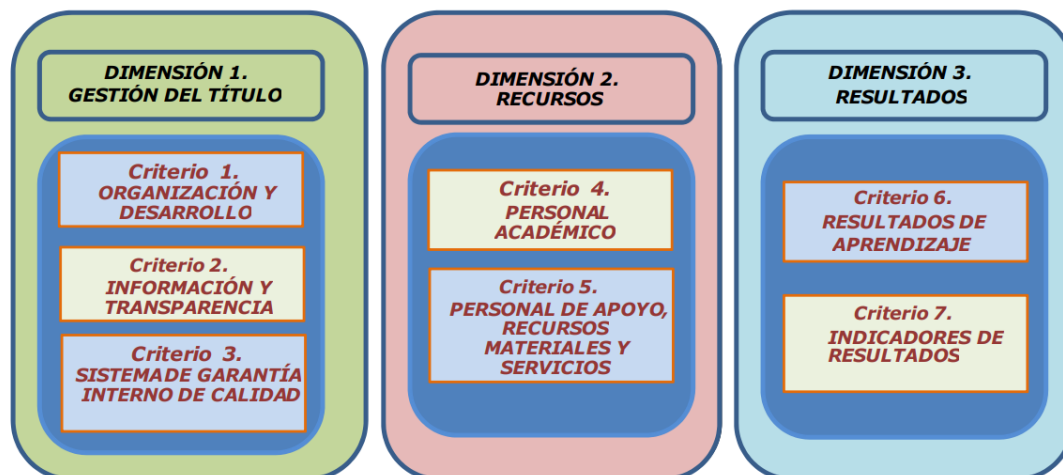 DIMENSIÓN 1.
GESTIÓN DEL TÍTULO
Criterio 1.
ORGANIZACIÓN Y
DESARROLLO
Criterio 2.
INFORMACIÓN Y
TRANSPARENCIA
Criterio 3.
SISTEMA DE GARANTÍA
INTERNO DE CALIDAD
DIMENSIÓN 2.
RECURSOS
Criterio 4.
PERSONAL
ACADÉMICO
Criterio 5.
PERSONAL DE APOYO,
RECURSOS
MATERIALES Y
SERVICIOS
DIMENSIÓN 3.
RESULTADOS
Criterio 6.
RESULTADOS DE
APRENDIZAJE
Criterio 7.
INDICADORES DE
RESULTADOS